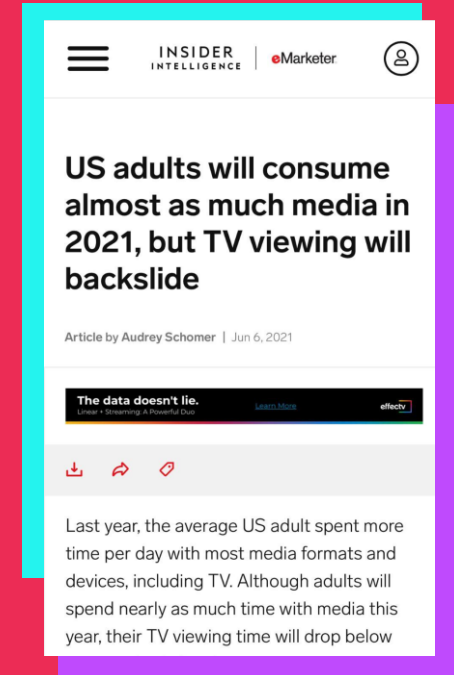 INSIDER
INTELLIGENCE
eMarketer
US adults will consume
almost as much media in
2021, but TV viewing will
backslide
Article by Audrey Schomer | Jun 6, 2021
The data doesn't lie.
Linear + Streaming: A Powerful Duo
Learn More
effectv
Last year, the average US adult spent more
time per day with most media formats and
devices, including TV. Although adults will
spend nearly as much time with media this
year, their TV viewing time will drop below